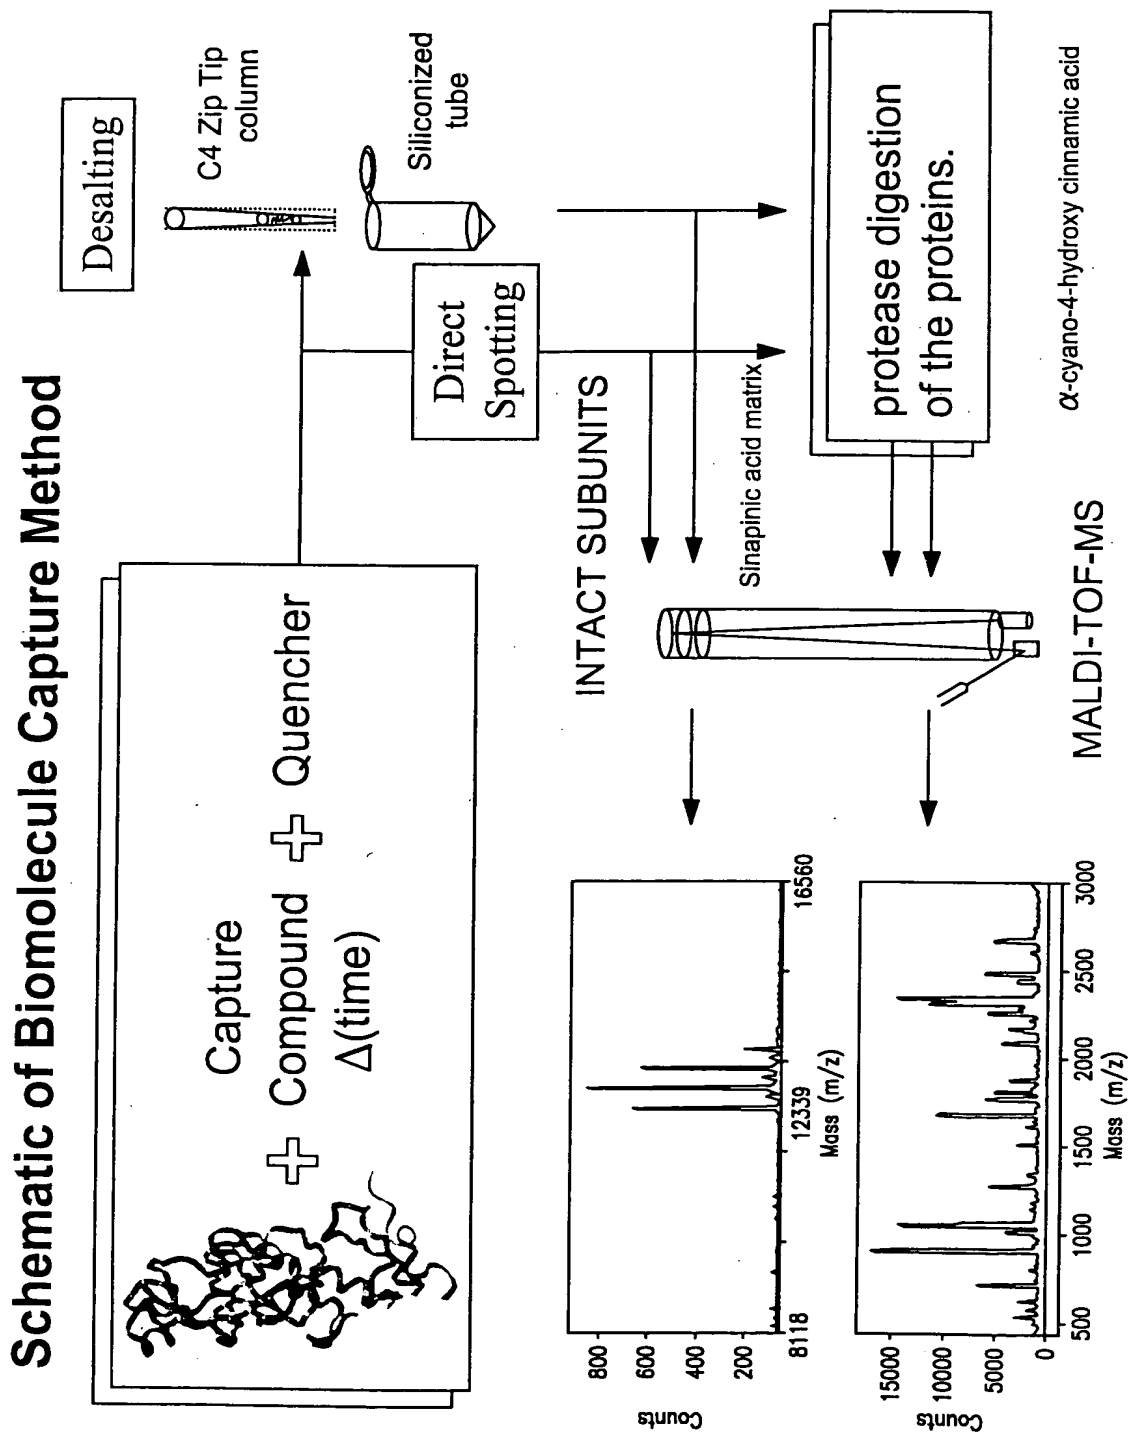 Schematic of Biomolecule Capture Method
Capture
Compound
Δ(time)
Quencher
Desalting
C4 Zip Tip
column
Siliconized
tube
Direct
Spotting
INTACT SUBUNITS
Sinapinic acid matrix
protease digestion
of the proteins.
α-cyano-4-hydroxy cinnamic acid
MALDI-TOF-MS
Counts
800
600
400
200
8118
12339
16560
Mass (m/z)
Counts
15000
10000
5000
0
500
1000
1500
2000
2500
3000
Mass (m/z)